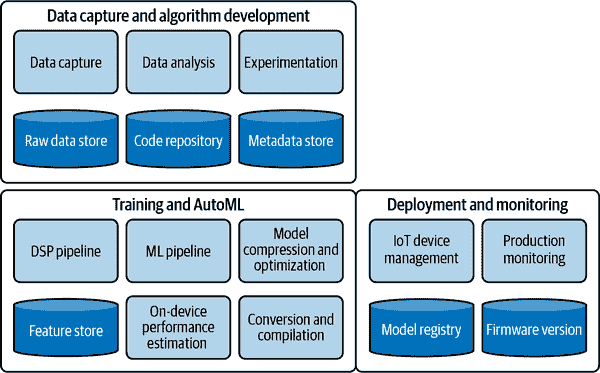 Data capture and algorithm development
Data capture
Data analysis
Experimentation
Raw data store
Code repository
Metadata store
Training and AutoML
DSP pipeline
ML pipeline
Model
compression and
optimization
Feature store
On-device
performance
estimation
Conversion and
compilation
Deployment and monitoring
IoT device
management
Production
monitoring
Model registry
Firmware version